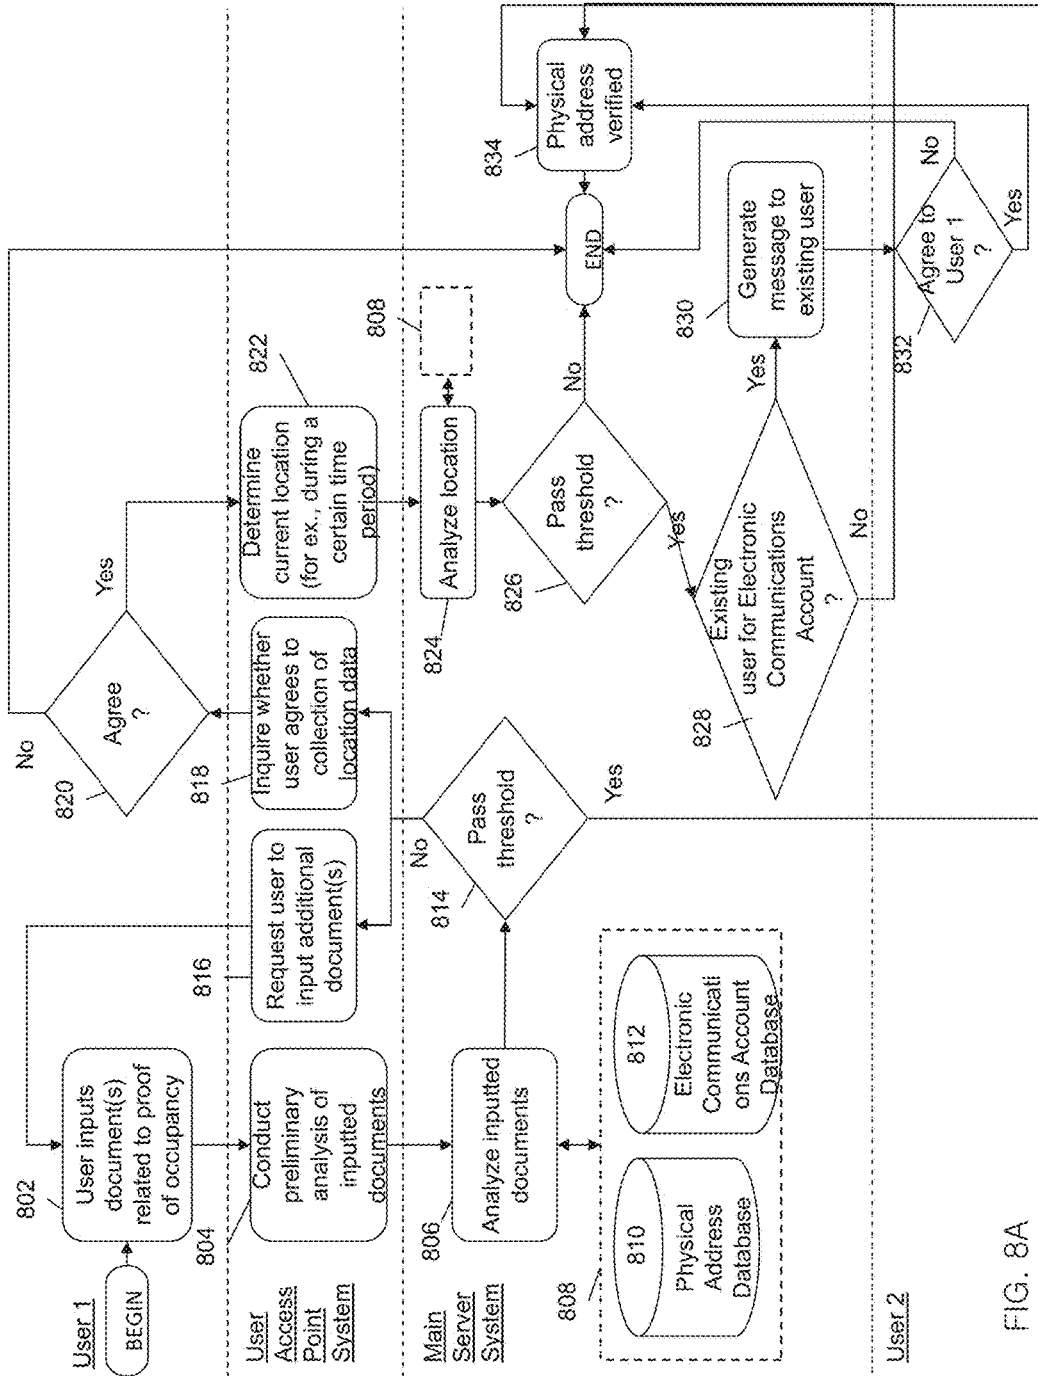 User 1
BEGIN
802
User inputs
document(s)
related to proof
of occupancy
No
820
Agree
?
Yes
User
Access
Point
System
804
Conduct
preliminary
analysis of
inputted
documents
816
Request user to
input additional
document(s)
818
Inquire whether
user agrees to
collection of
location data
822
Determine
current location
(for ex., during a
certain time
period)
Main
Server
System
806
Analyze inputted
documents
No
814
Pass
threshold
?
Yes
824
Analyze location
808
826
Pass
threshold
?
No
Yes
END
834
Physical
address
verified
808
810
Physical
Address
Database
812
Electronic
Communicati
ons Account
Database
828
Existing
user for Electronic
Communications
Account
?
Yes
No
830
Generate
message to
existing user
User 2
832
Agree to
User 1
?
No
Yes
FIG. 8A